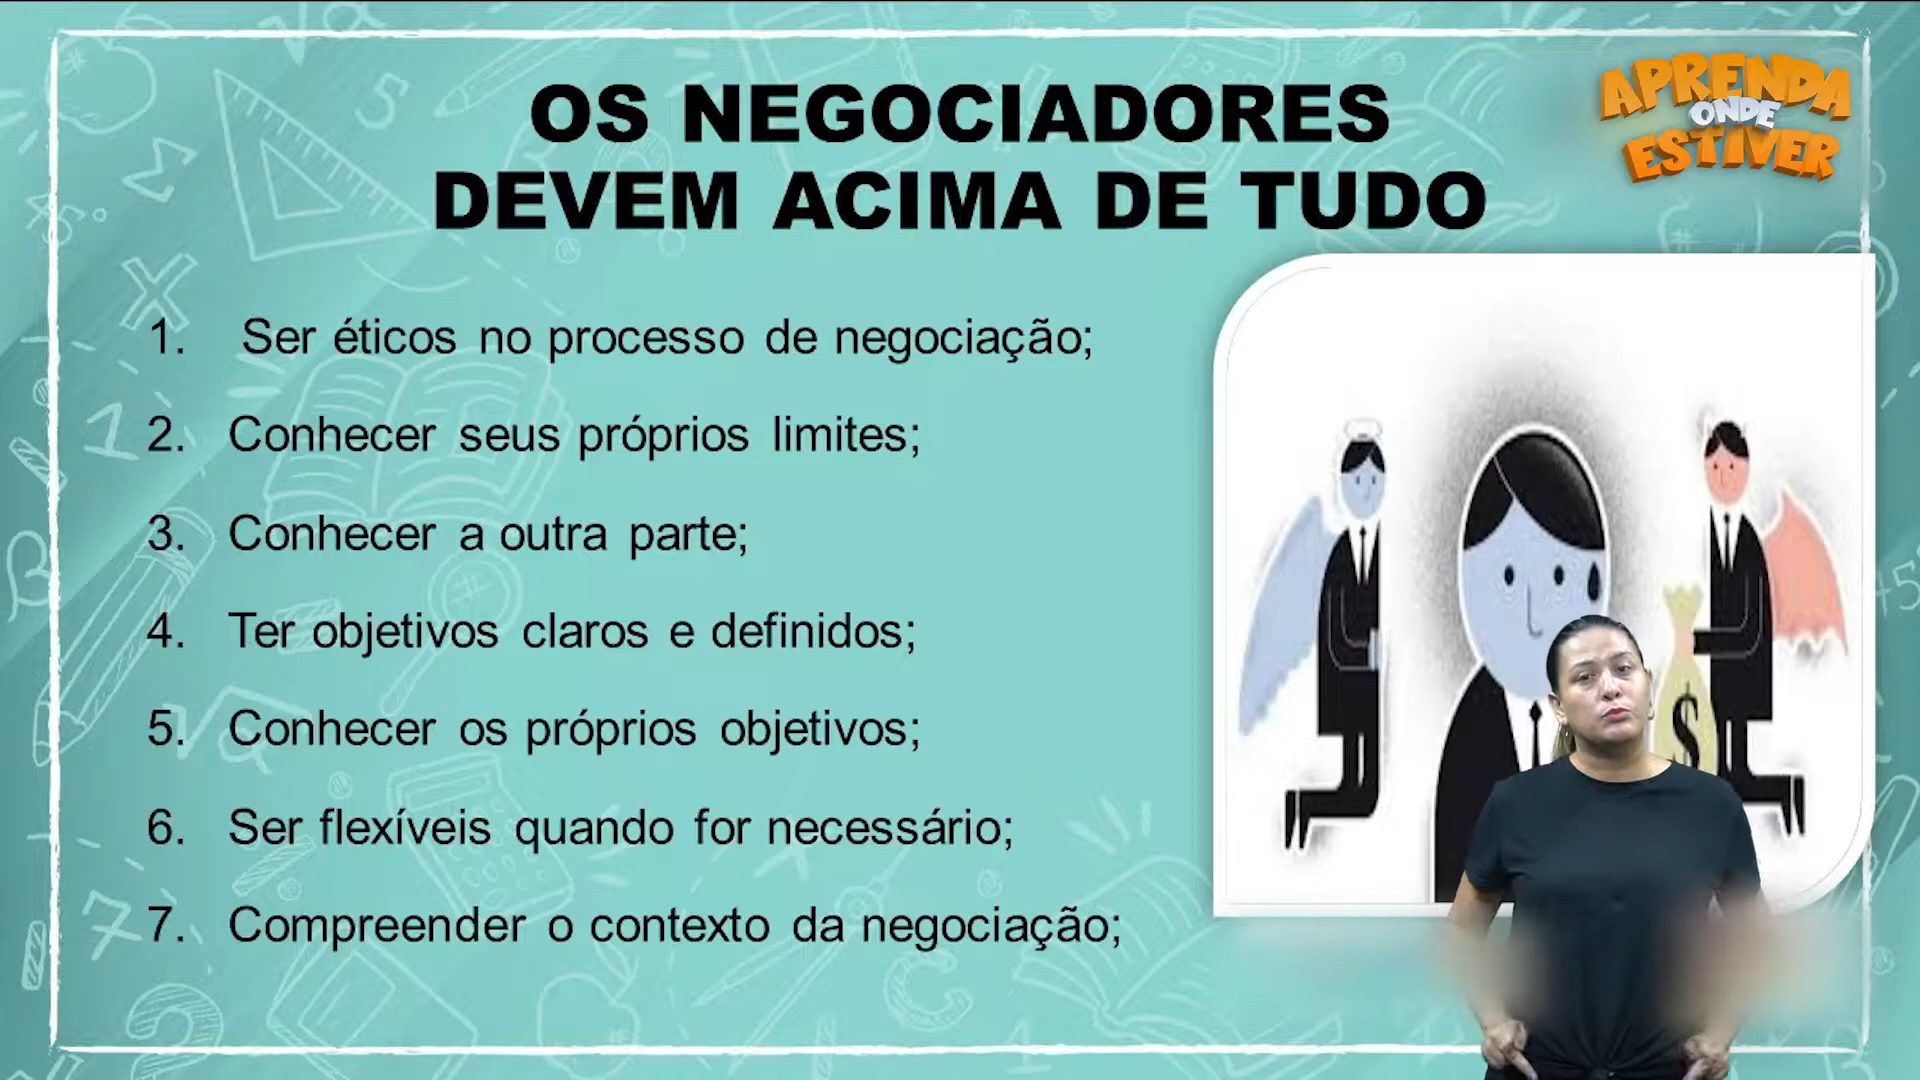 OS NEGOCIADORES
DEVEM ACIMA DE TUDO
APRENDA
ONDE
ESTIVER
1. Ser éticos no processo de negociação;
2. Conhecer seus próprios limites;
3. Conhecer a outra parte;
4. Ter objetivos claros e definidos;
5. Conhecer os próprios objetivos;
6. Ser flexíveis quando for necessário;
7. Compreender o contexto da negociação;
$